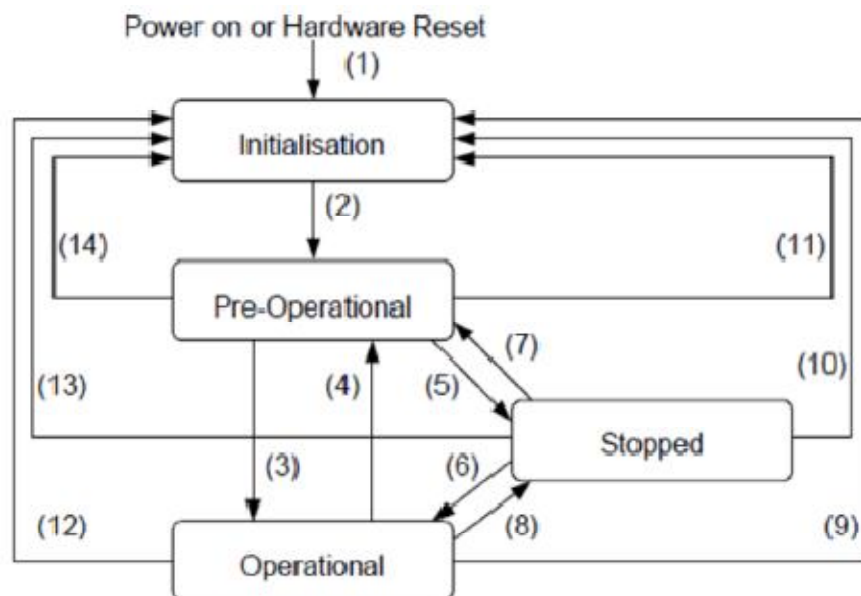 Power on or Hardware Reset
(1)
Initialisation
(2)
(14)
(11)
Pre-Operational
(7)
(13)
(4)
(5)
(10)
Stopped
(3)
(6)
(12)
(8)
(9)
Operational